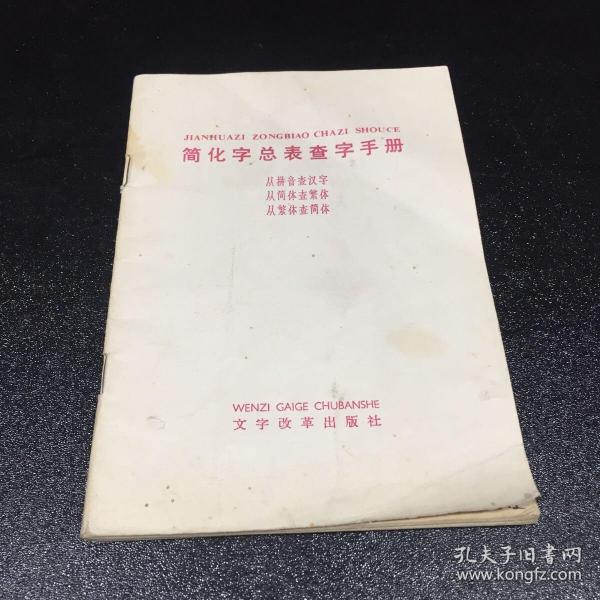 JIANHUAZI ZONGBIAO CHAZI SHOUCE
简化字总表查字手册
从拼音查汉字
从简体查繁体
从繁体查简体
WENZI GAIGE CHUBANSHE
文字改革出版社
孔夫子旧书网
www.kongfz.com